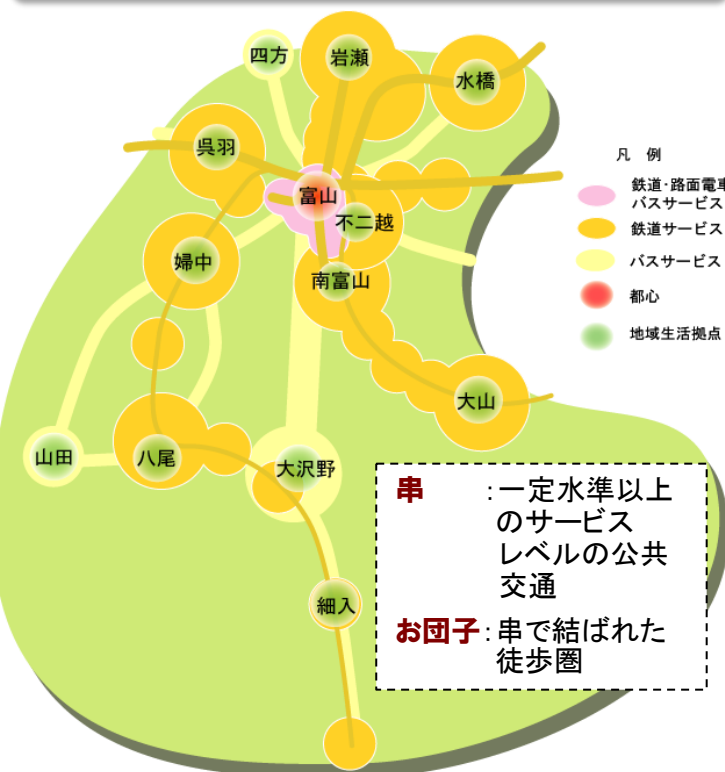 四方
岩瀬
水橋
呉羽
富山
不二越
婦中
南富山
大山
山田
八尾
大沢野
細入
凡 例
鉄道・路面電車
バスサービス
鉄道サービス
バスサービス
都心
地域生活拠点
串 :一定水準以上
のサービス
レベルの公共
交通
お団子:串で結ばれた
徒歩圏